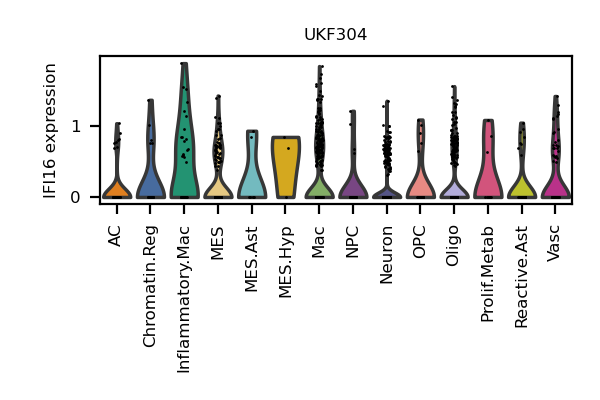 UKF304
IFI16 expression
1
0
AC
Chromatin.Reg
Inflammatory.Mac
MES
MES.Ast
MES.Hyp
Mac
NPC
Neuron
OPC
Oligo
Prolif.Metab
Reactive.Ast
Vasc